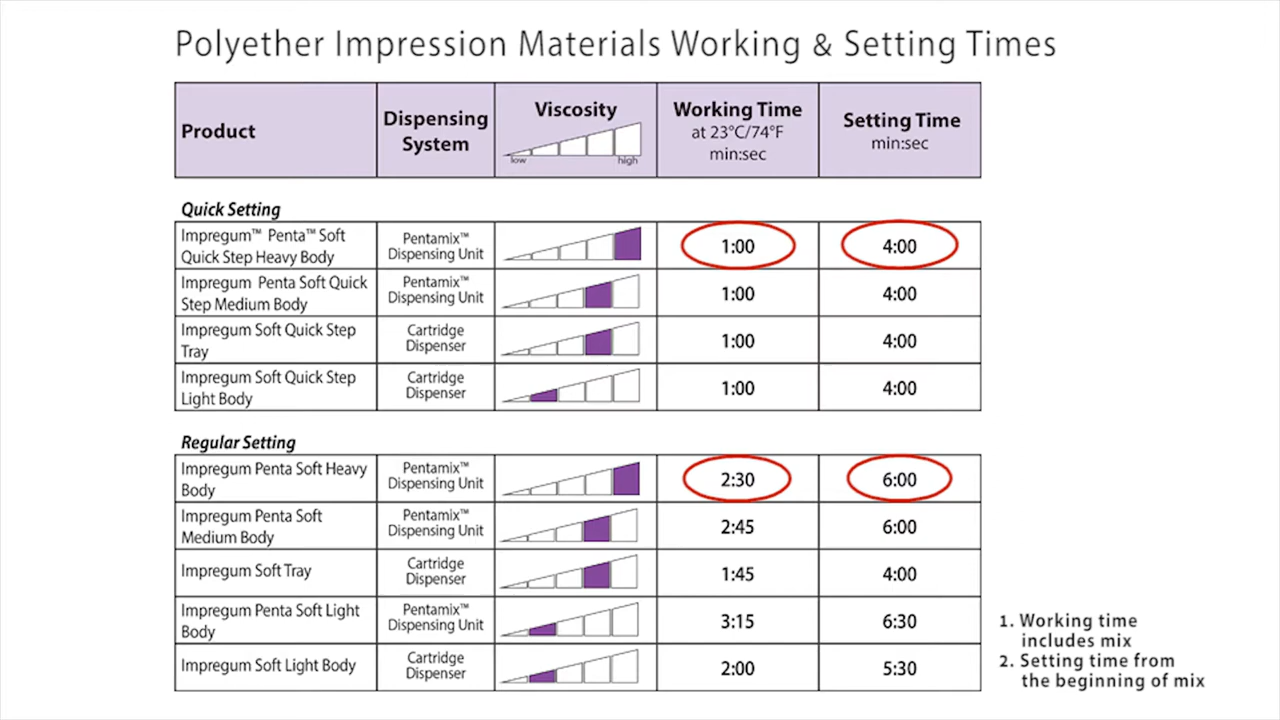 Polyether Impression Materials Working & Setting Times
Product
Dispensing
System
Viscosity
low high
Working Time
at 23°C/74°F
min:sec
Setting Time
min:sec
Quick Setting
Impregum™ Penta™ Soft
Quick Step Heavy Body
Pentamix™
Dispensing Unit
1:00
4:00
Impregum Penta Soft Quick
Step Medium Body
Pentamix™
Dispensing Unit
1:00
4:00
Impregum Soft Quick Step
Tray
Cartridge
Dispenser
1:00
4:00
Impregum Soft Quick Step
Light Body
Cartridge
Dispenser
1:00
4:00
Regular Setting
Impregum Penta Soft Heavy
Body
Pentamix™
Dispensing Unit
2:30
6:00
Impregum Penta Soft
Medium Body
Pentamix™
Dispensing Unit
2:45
6:00
Impregum Soft Tray
Cartridge
Dispenser
1:45
4:00
Impregum Penta Soft Light
Body
Pentamix™
Dispensing Unit
3:15
6:30
Impregum Soft Light Body
Cartridge
Dispenser
2:00
5:30
1. Working time
includes mix
2. Setting time from
the beginning of mix